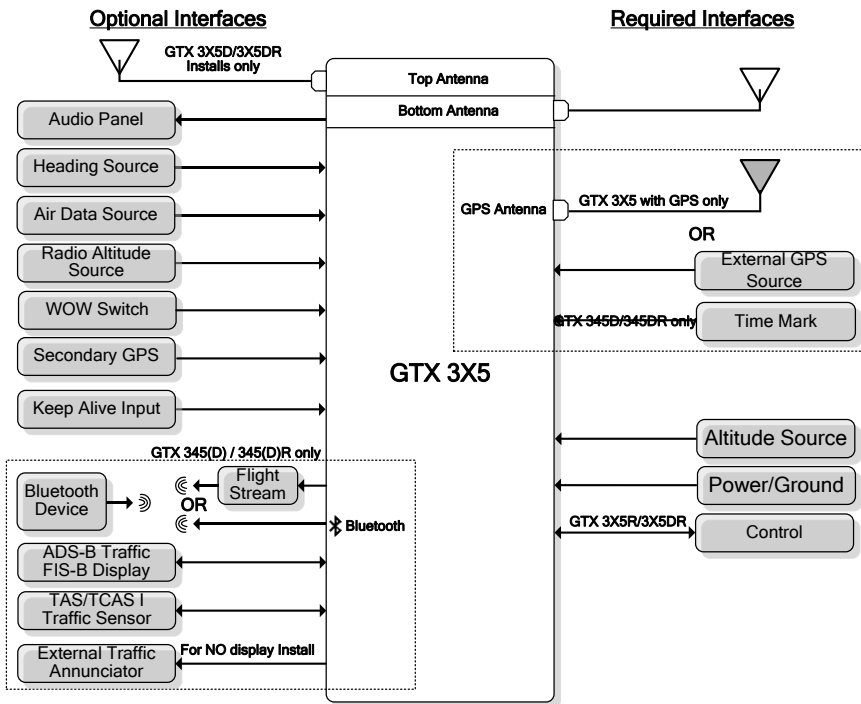 Optional Interfaces
Required Interfaces
GTX 3X5D/3X5DR
Installs only
Top Antenna
Bottom Antenna
Audio Panel
Heading Source
Air Data Source
Radio Altitude
Source
WOW Switch
Secondary GPS
Keep Alive Input
GTX 3X5
GPS Antenna
GTX 3X5 with GPS only
OR
External GPS
Source
GTX 345D/345DR only
Time Mark
Altitude Source
Power/Ground
GTX 3X5R/3X5DR
Control
GTX 345(D) / 345(D)R only
Bluetooth
Device
OR
Flight
Stream
Bluetooth
ADS-B Traffic
FIS-B Display
TAS/TCAS I
Traffic Sensor
External Traffic
Annunciator
For NO display Install